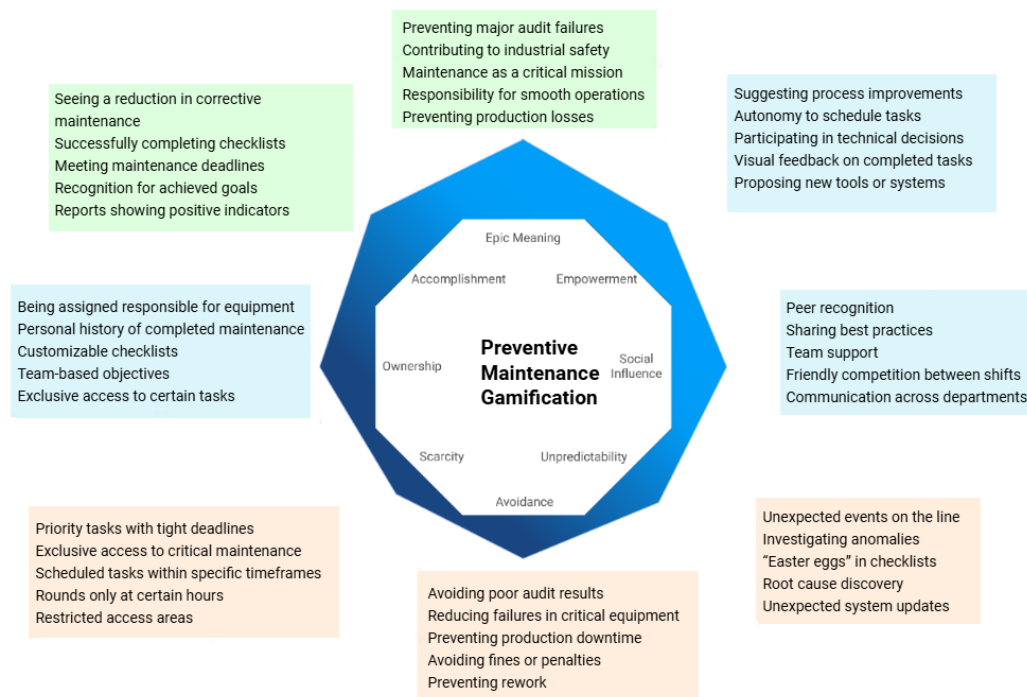 Preventing major audit failures
Contributing to industrial safety
Maintenance as a critical mission
Responsibility for smooth operations
Preventing production losses
Seeing a reduction in corrective
maintenance
Successfully completing checklists
Meeting maintenance deadlines
Recognition for achieved goals
Reports showing positive indicators
Suggesting process improvements
Autonomy to schedule tasks
Participating in technical decisions
Visual feedback on completed tasks
Proposing new tools or systems
Epic Meaning
Accomplishment
Empowerment
Being assigned responsible for equipment
Personal history of completed maintenance
Customizable checklists
Team-based objectives
Exclusive access to certain tasks
Ownership
Preventive
Maintenance
Gamification
Social
Influence
Peer recognition
Sharing best practices
Team support
Friendly competition between shifts
Communication across departments
Scarcity
Unpredictability
Avoidance
Priority tasks with tight deadlines
Exclusive access to critical maintenance
Scheduled tasks within specific timeframes
Rounds only at certain hours
Restricted access areas
Avoiding poor audit results
Reducing failures in critical equipment
Preventing production downtime
Avoiding fines or penalties
Preventing rework
Unexpected events on the line
Investigating anomalies
“Easter eggs” in checklists
Root cause discovery
Unexpected system updates